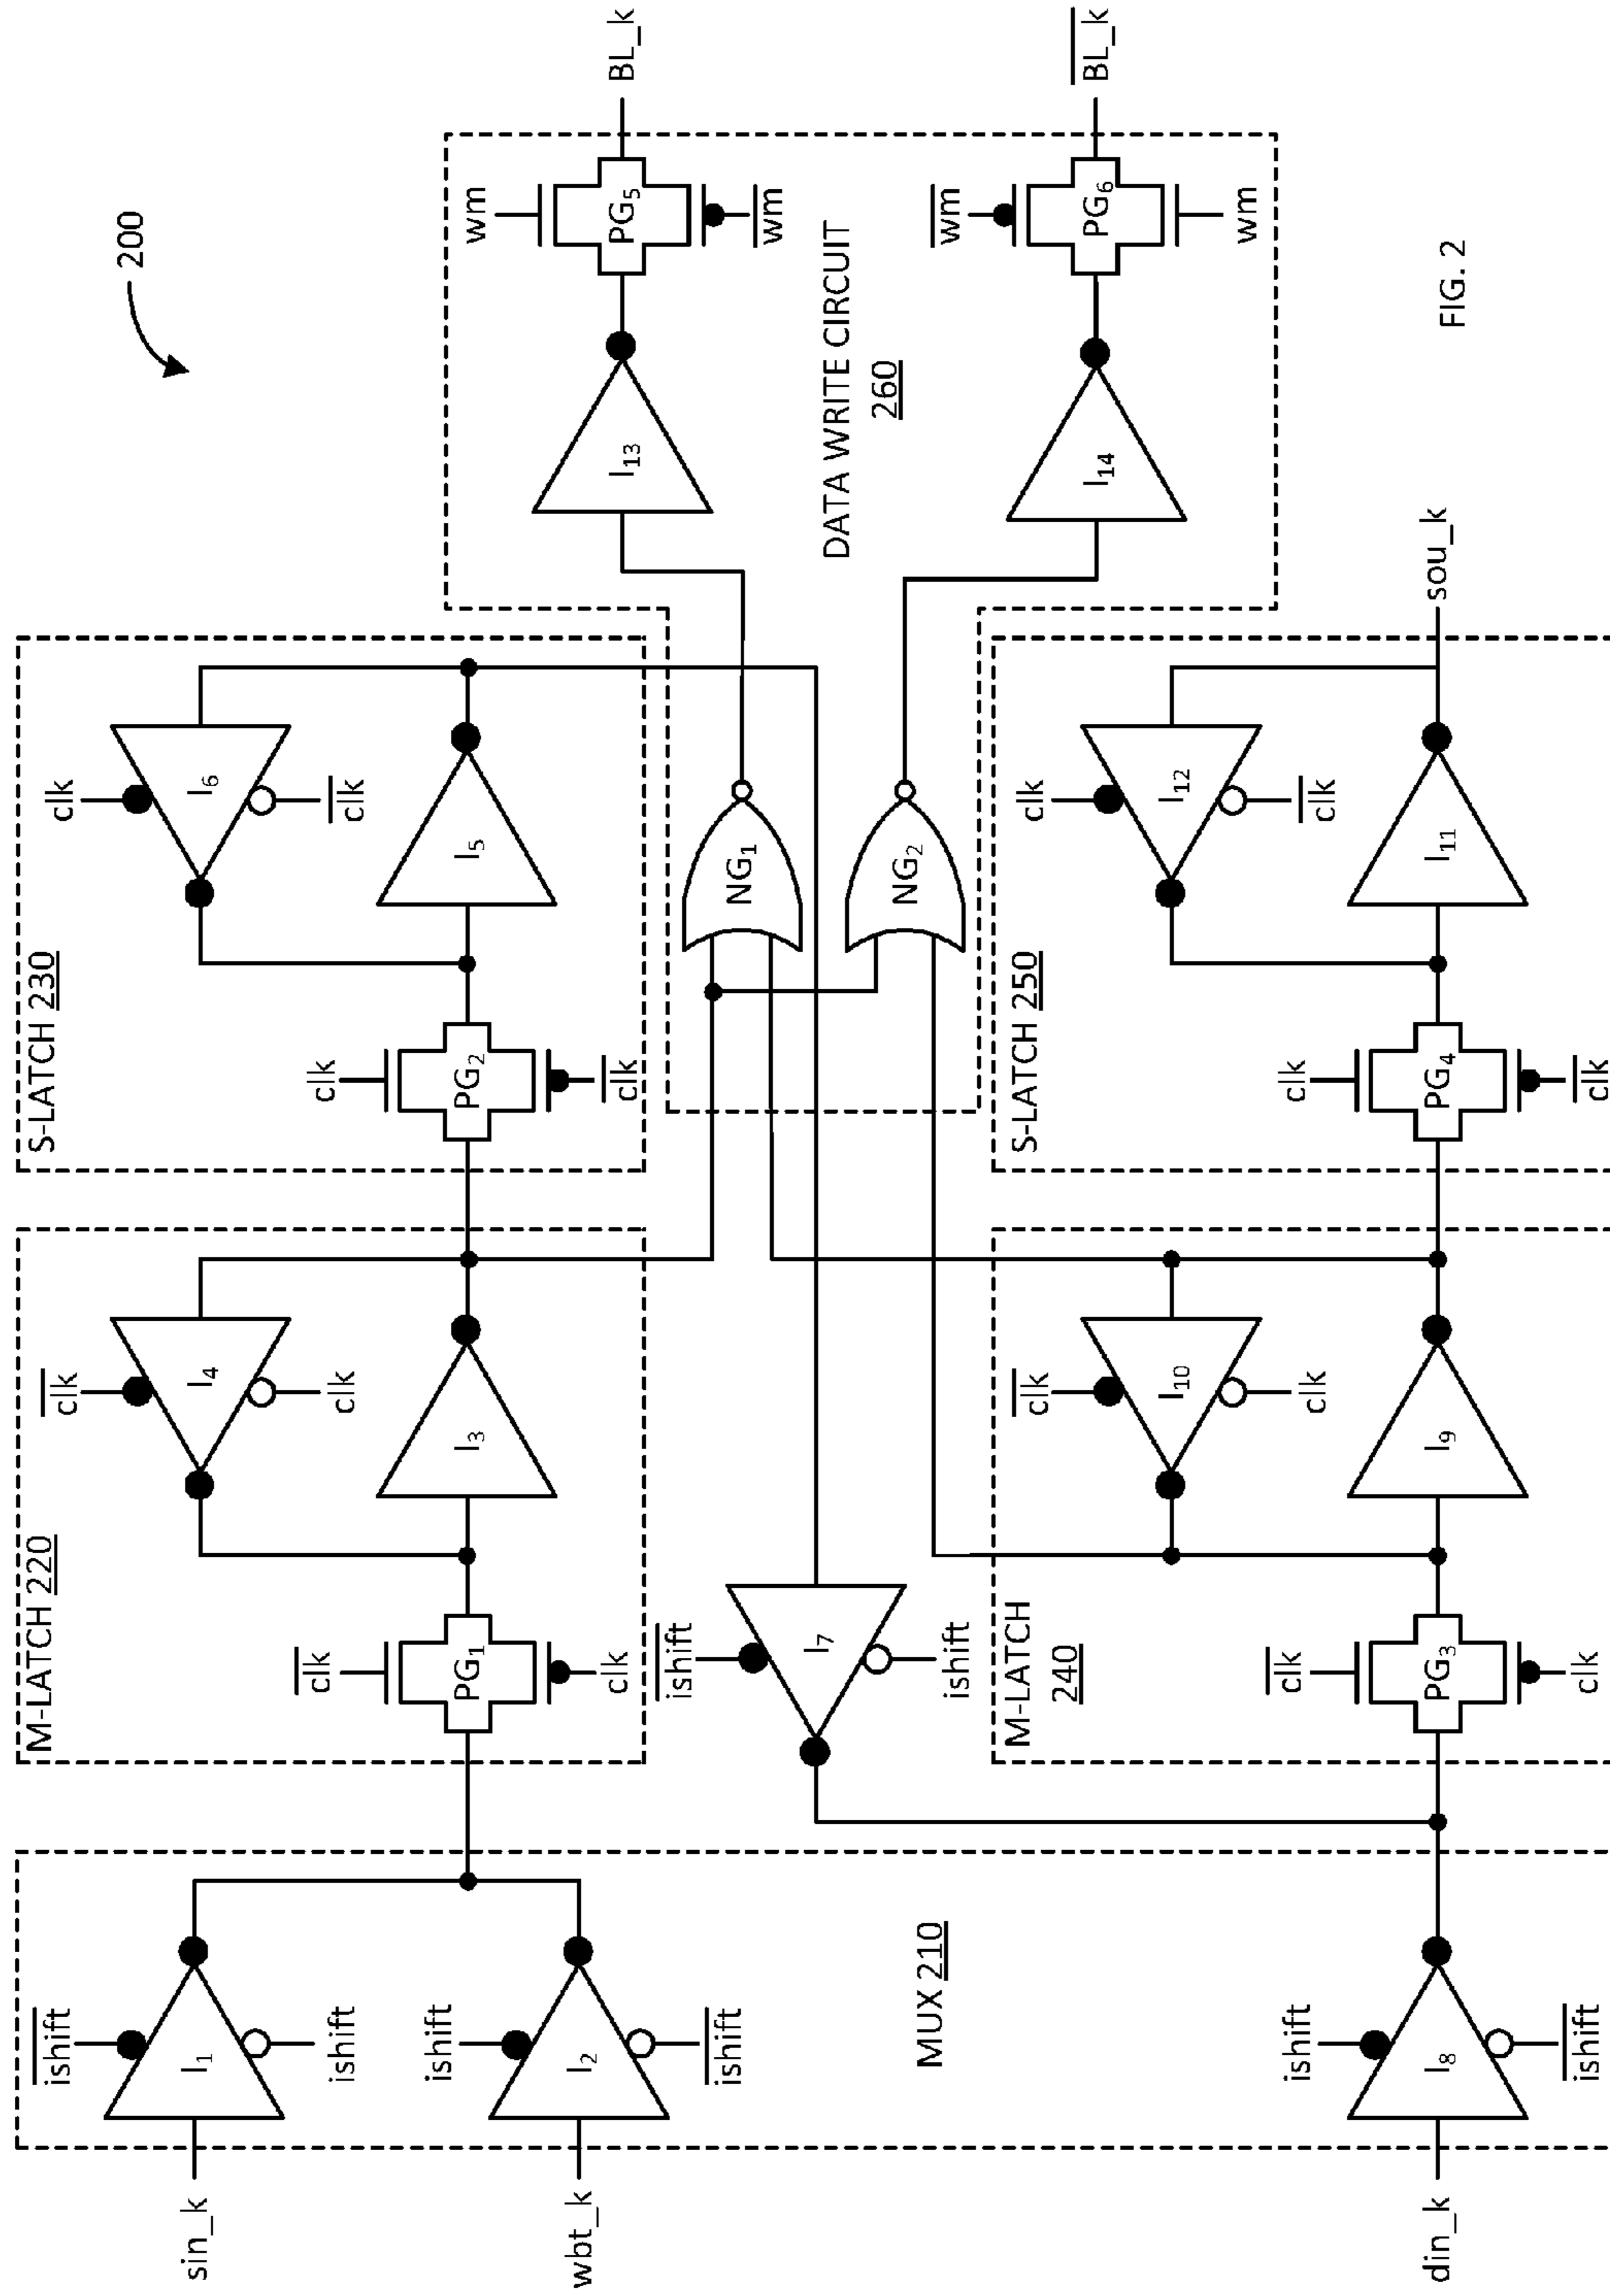 200
sin_k
wbt_k
din_k
MUX 210
I1
ishift
ishift
I2
ishift
ishift
I8
ishift
ishift
M-LATCH 220
PG1
clk
clk
I3
I4
clk
clk
S-LATCH 230
PG2
clk
clk
I5
I6
clk
clk
I7
ishift
ishift
M-LATCH
240
PG3
clk
clk
I9
I10
clk
clk
S-LATCH 250
PG4
clk
clk
I11
I12
clk
clk
sou_k
NG1
NG2
DATA WRITE CIRCUIT
260
I13
I14
PG5
wm
wm
PG6
wm
wm
BL_k
BL_k
FIG. 2